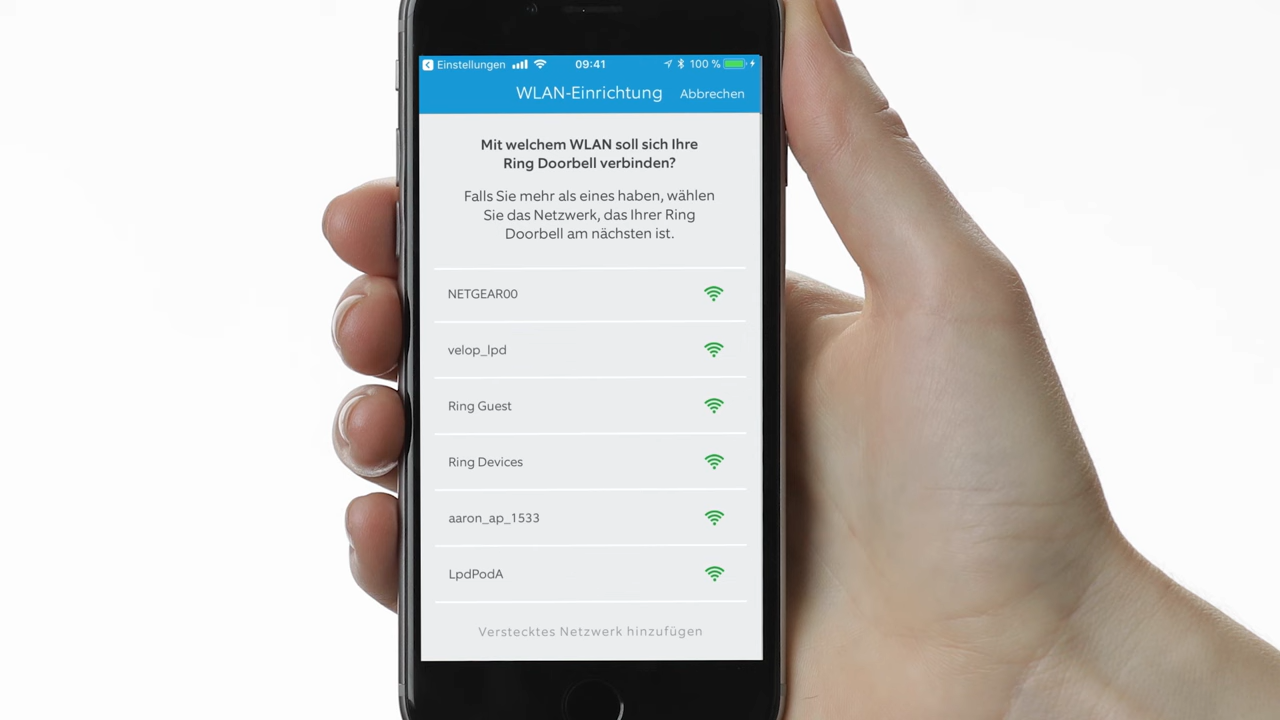 Einstellungen 09:41 100 %
WLAN-Einrichtung Abbrechen
Mit welchem WLAN soll sich Ihre
Ring Doorbell verbinden?
Falls Sie mehr als eines haben, wählen
Sie das Netzwerk, das Ihrer Ring
Doorbell am nächsten ist.
NETGEAR00
velop_lpd
Ring Guest
Ring Devices
aaron_ap_1533
LpdPodA
Verstecktes Netzwerk hinzufügen